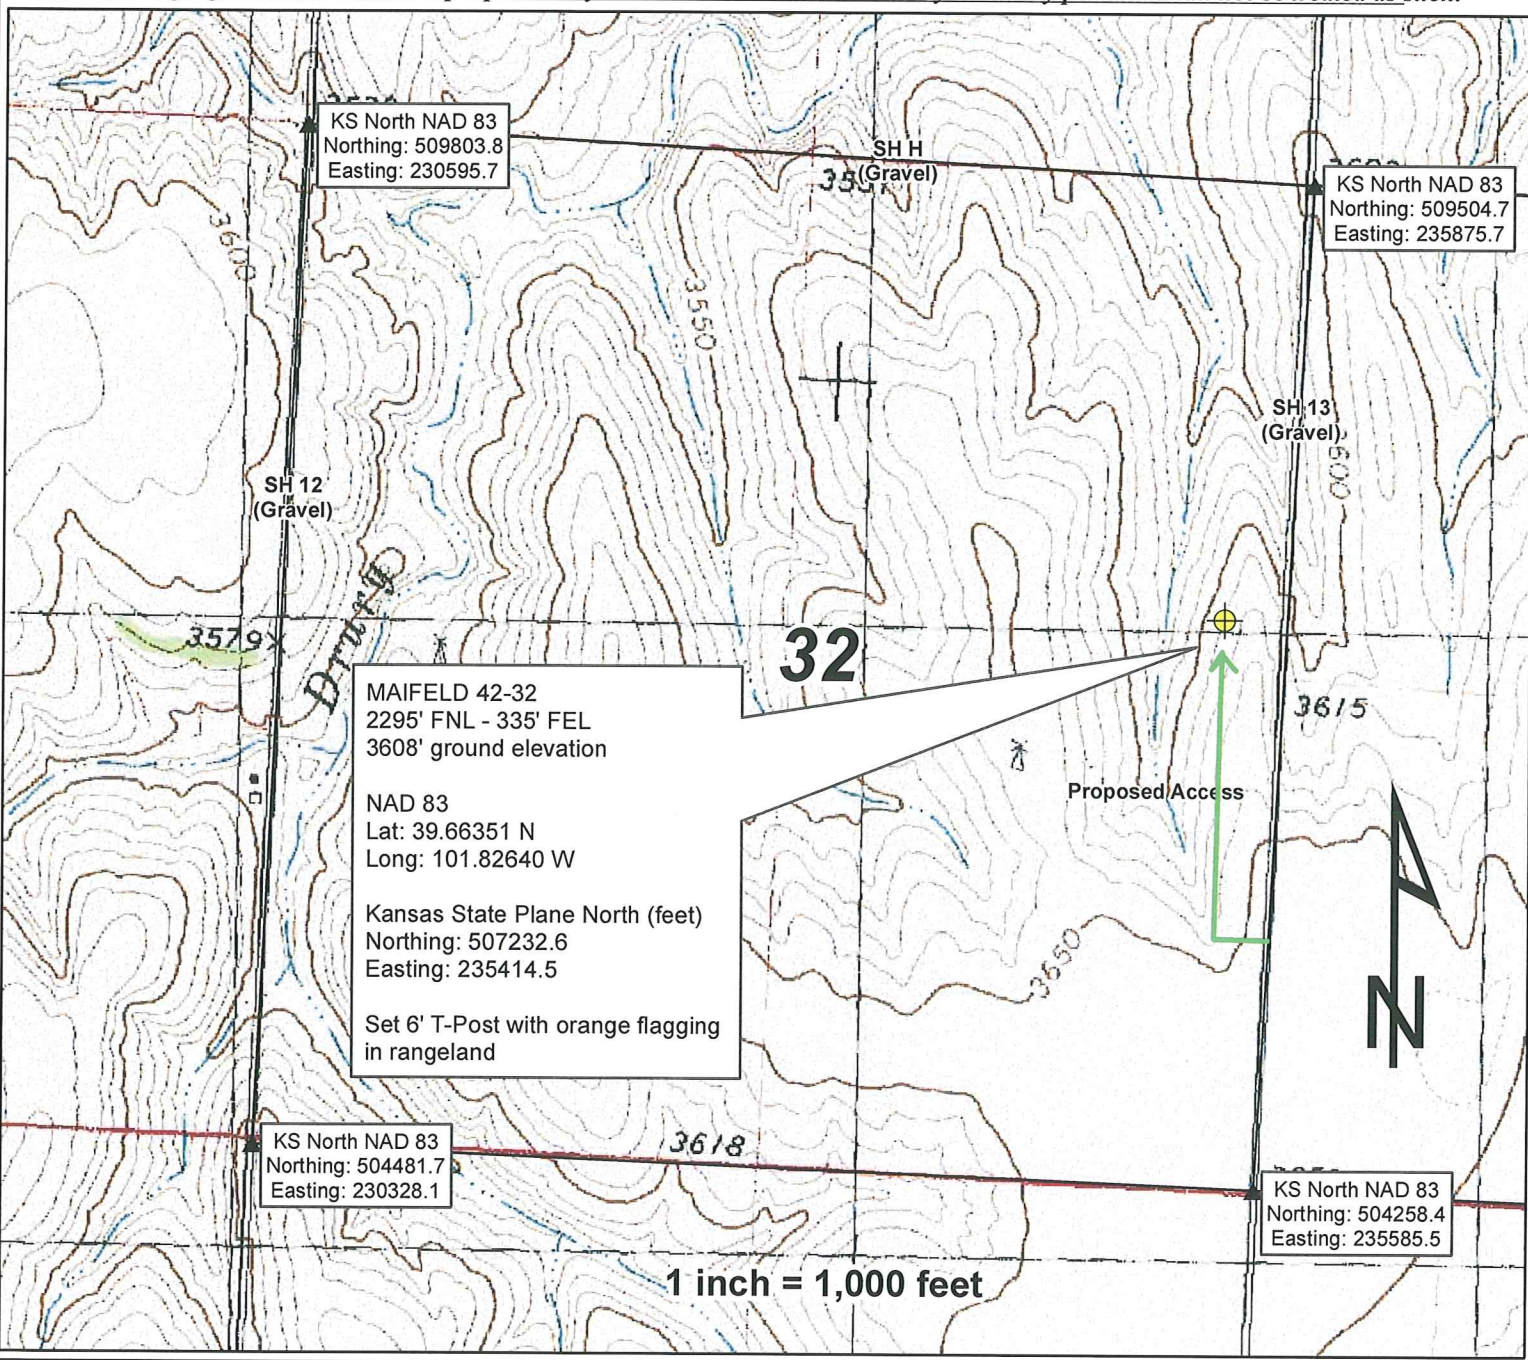 KS North NAD 83
Northing: 509803.8
Easting: 230595.7
SH H
(Gravel)
KS North NAD 83
Northing: 509504.7
Easting: 235875.7
3600
3550
SH 13
(Gravel)
3600
SH 12
(Gravel)
3579
Drury
32
3615
MAIFELD 42-32
2295' FNL - 335' FEL
3608' ground elevation
NAD 83
Lat: 39.66351 N
Long: 101.82640 W
Kansas State Plane North (feet)
Northing: 507232.6
Easting: 235414.5
Set 6' T-Post with orange flagging
in rangeland
Proposed Access
3650
N
KS North NAD 83
Northing: 504481.7
Easting: 230328.1
3618
KS North NAD 83
Northing: 504258.4
Easting: 235585.5
1 inch = 1,000 feet